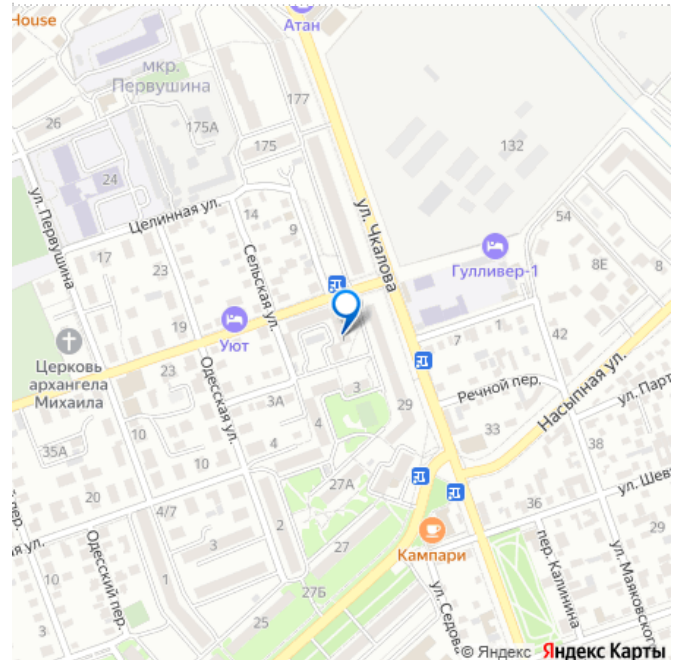 House
Атан
мкр.
Первушина
177
26
175А
132
175
24
ул. Первушина
Целинная ул.
14
ул. Чкалова
54
9
Сельская ул.
17
23
Гулливер-1
8Е
8
19
Уют
7
1
42
Церковь
архангела
Михаила
23
Одесская ул.
3А
3
29
Речной пер.
Насыпная ул.
ул. Парт
10
4
4
33
38
35А
10
20
27А
36
ул. Шев
пер.
4/7
2
29
я ул.
3
27
Кампари
10
Одесский пер.
1
27Б
ул. Седова
пер. Калинина
ул. Маяковского
3
25
© Яндекс Яндекс Карты